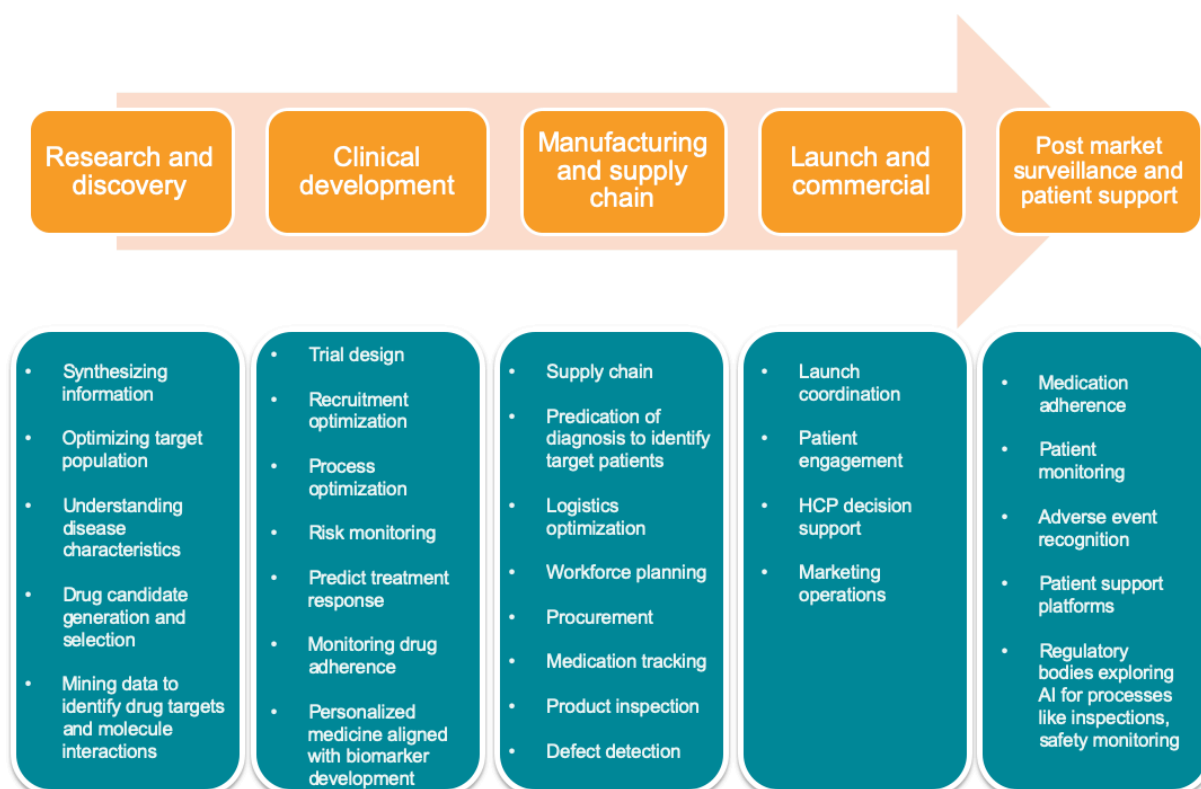 Research and
discovery
Clinical
development
Manufacturing
and supply
chain
Launch and
commercial
Post market
surveillance and
patient support
• Synthesizing
information
• Optimizing target
population
• Understanding
disease
characteristics
• Drug candidate
generation and
selection
• Mining data to
identify drug targets
and molecule
interactions
• Trial design
• Recruitment
optimization
• Process
optimization
• Risk monitoring
• Predict treatment
response
• Monitoring drug
adherence
• Personalized
medicine aligned
with biomarker
development
• Supply chain
• Predication of
diagnosis to identify
target patients
• Logistics
optimization
• Workforce planning
• Procurement
• Medication tracking
• Product inspection
• Defect detection
• Launch
coordination
• Patient
engagement
• HCP decision
support
• Marketing
operations
• Medication
adherence
• Patient
monitoring
• Adverse event
recognition
• Patient support
platforms
• Regulatory
bodies exploring
AI for processes
like inspections,
safety monitoring